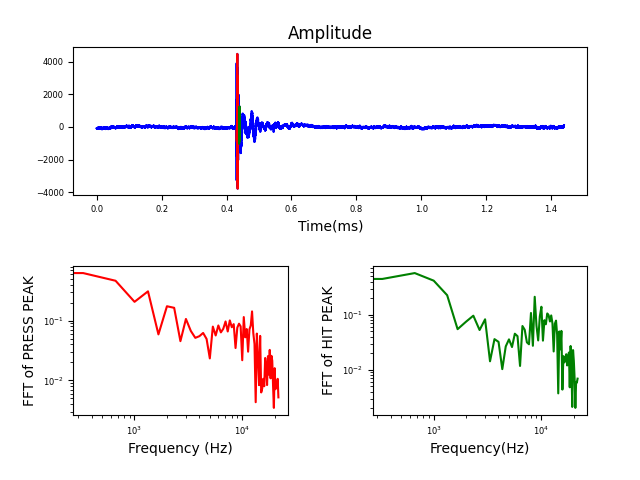 Amplitude
4000
2000
0
−2000
−4000
0.0 0.2 0.4 0.6 0.8 1.0 1.2 1.4
Time(ms)
FFT of PRESS PEAK
10⁻¹
10⁻²
10³ 10⁴
Frequency (Hz)
FFT of HIT PEAK
10⁻¹
10⁻²
10³ 10⁴
Frequency(Hz)